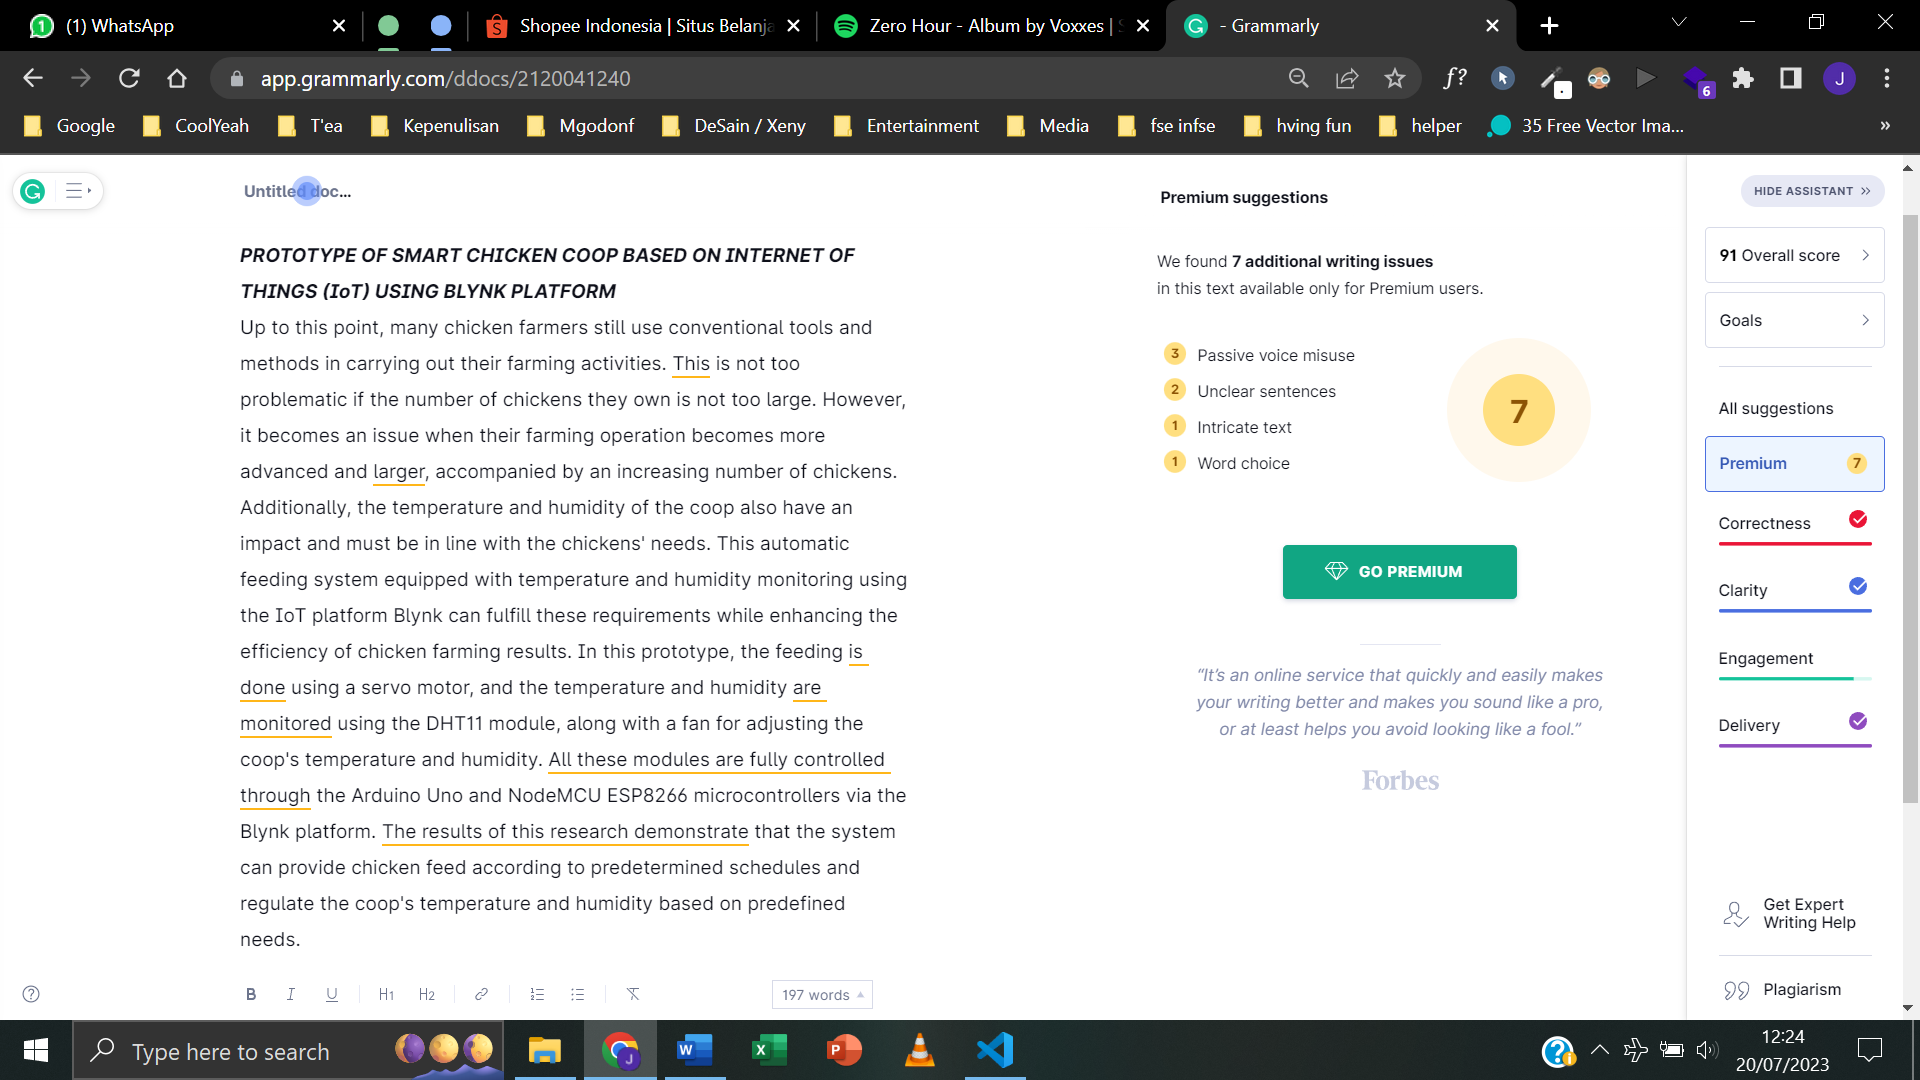 (1) WhatsApp
Shopee Indonesia | Situs Belanja
Zero Hour - Album by Voxxes |
- Grammarly
app.grammarly.com/ddocs/2120041240
f?
6
J
Google
CoolYeah
T'ea
Kepenulisan
Mgodonf
DeSain / Xeny
Entertainment
Media
fse infse
hving fun
helper
35 Free Vector Ima...
»
Untitled doc...
PROTOTYPE OF SMART CHICKEN COOP BASED ON INTERNET OF
THINGS (IoT) USING BLYNK PLATFORM
Up to this point, many chicken farmers still use conventional tools and
methods in carrying out their farming activities. This is not too
problematic if the number of chickens they own is not too large. However,
it becomes an issue when their farming operation becomes more
advanced and larger, accompanied by an increasing number of chickens.
Additionally, the temperature and humidity of the coop also have an
impact and must be in line with the chickens' needs. This automatic
feeding system equipped with temperature and humidity monitoring using
the IoT platform Blynk can fulfill these requirements while enhancing the
efficiency of chicken farming results. In this prototype, the feeding is
done using a servo motor, and the temperature and humidity are
monitored using the DHT11 module, along with a fan for adjusting the
coop's temperature and humidity. All these modules are fully controlled
through the Arduino Uno and NodeMCU ESP8266 microcontrollers via the
Blynk platform. The results of this research demonstrate that the system
can provide chicken feed according to predetermined schedules and
regulate the coop's temperature and humidity based on predefined
needs.
B I U H1 H2
197 words
Premium suggestions
We found 7 additional writing issues
in this text available only for Premium users.
3 Passive voice misuse
2 Unclear sentences
1 Intricate text
1 Word choice
7
GO PREMIUM
“It’s an online service that quickly and easily makes
your writing better and makes you sound like a pro,
or at least helps you avoid looking like a fool.”
Forbes
HIDE ASSISTANT
91 Overall score
Goals
All suggestions
Premium 7
Correctness
Clarity
Engagement
Delivery
Get Expert
Writing Help
Plagiarism
Type here to search
12:24
20/07/2023